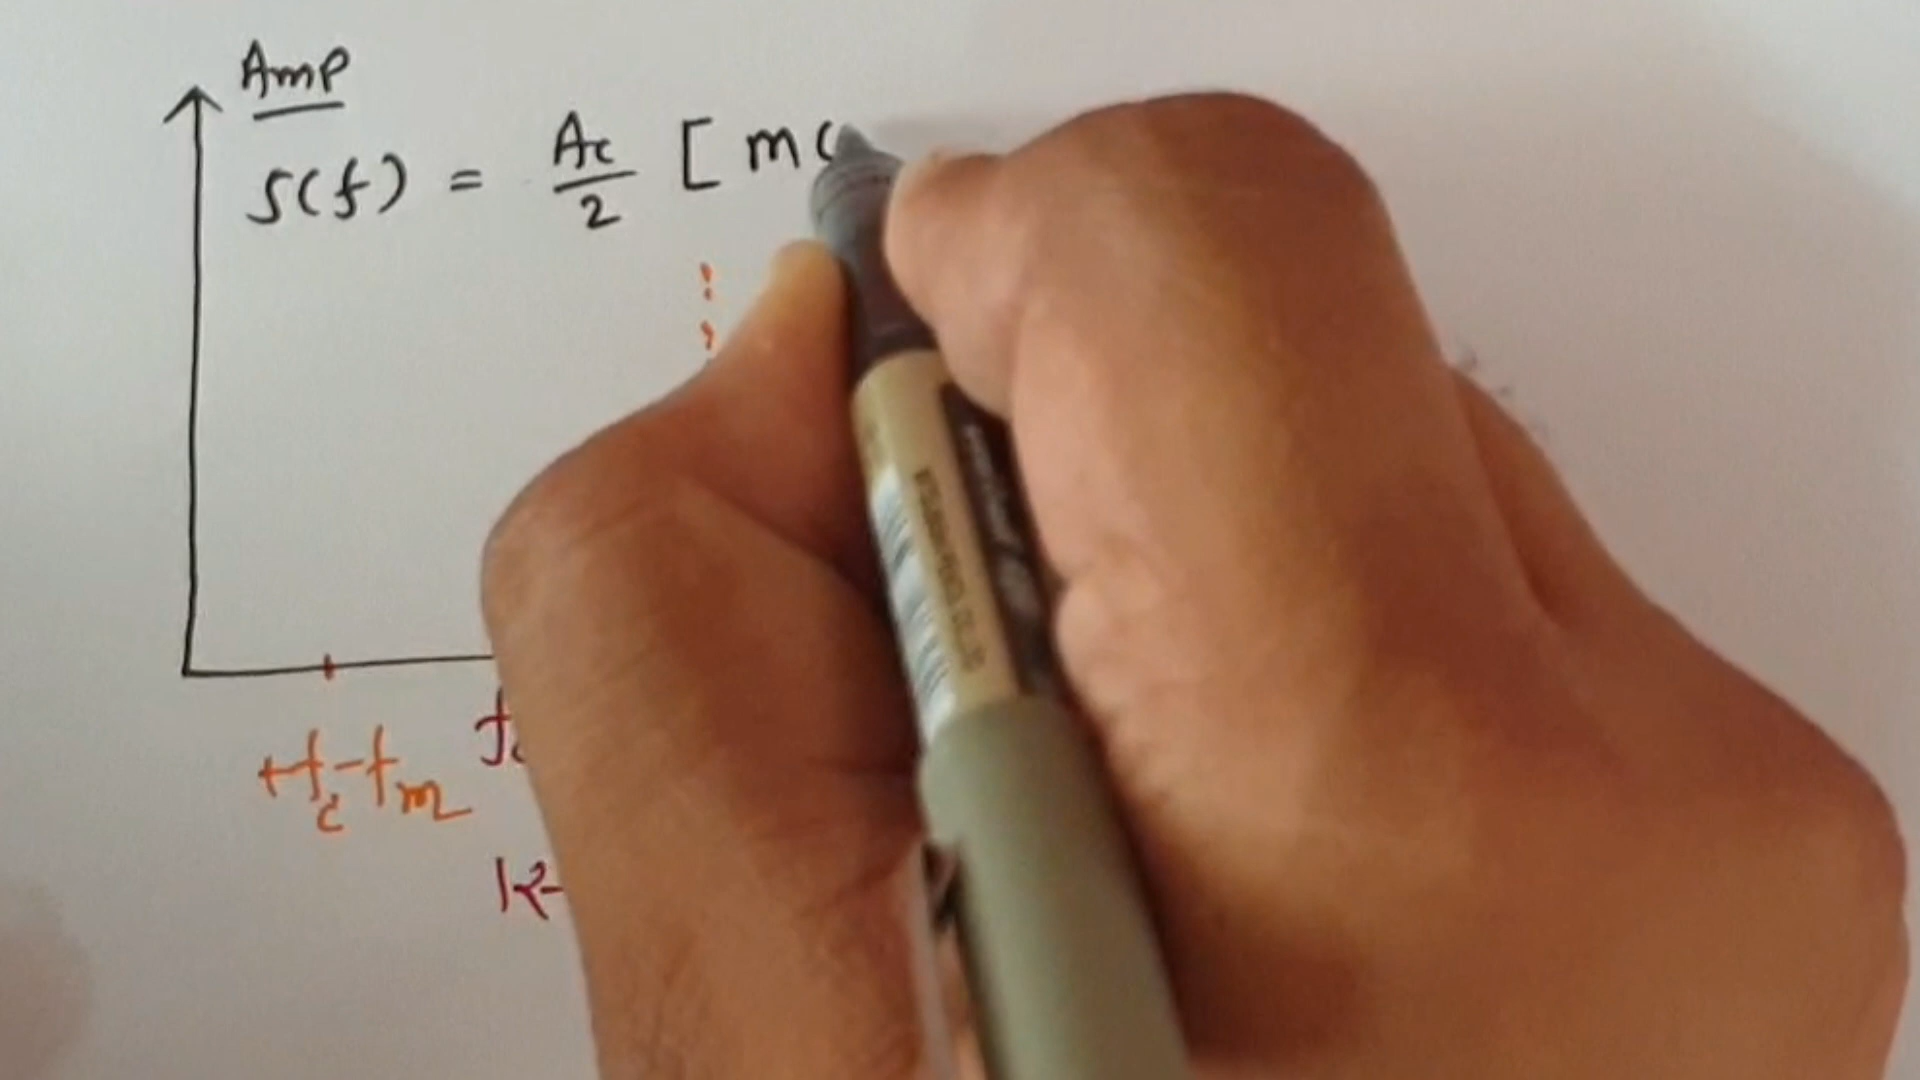 Amp
S(f) = Ac/2 [ m(
+fc-fm